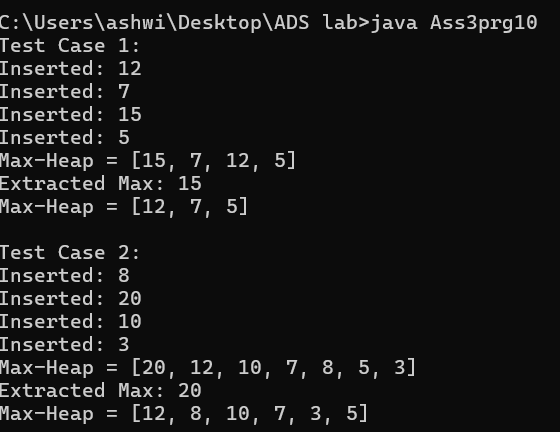 C:\Users\ashwi\Desktop\ADS lab>java Ass3prg10
Test Case 1:
Inserted: 12
Inserted: 7
Inserted: 15
Inserted: 5
Max-Heap = [15, 7, 12, 5]
Extracted Max: 15
Max-Heap = [12, 7, 5]

Test Case 2:
Inserted: 8
Inserted: 20
Inserted: 10
Inserted: 3
Max-Heap = [20, 12, 10, 7, 8, 5, 3]
Extracted Max: 20
Max-Heap = [12, 8, 10, 7, 3, 5]